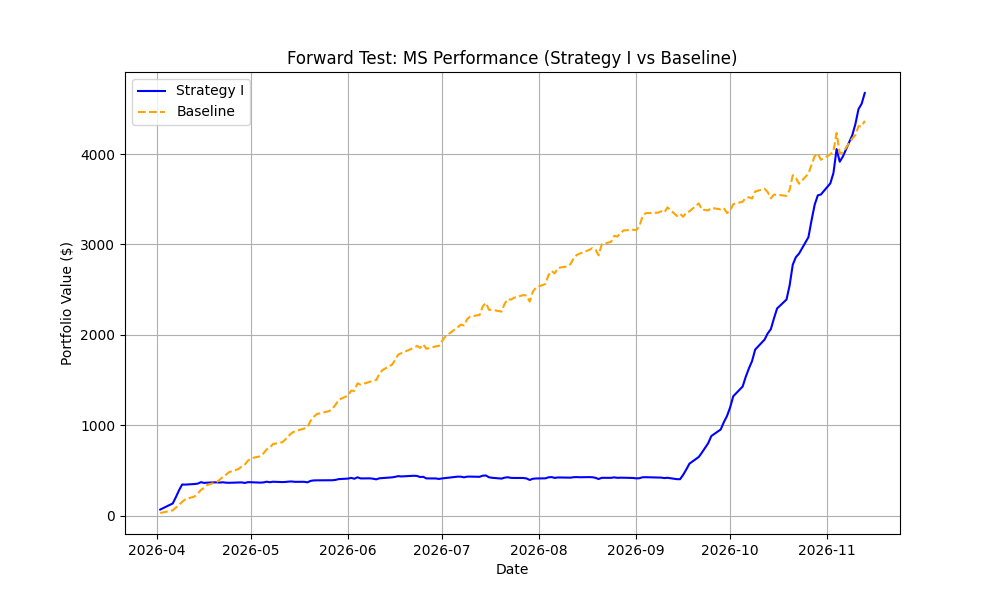 Forward Test: MS Performance (Strategy I vs Baseline)
Strategy I
Baseline
Portfolio Value ($)
4000
3000
2000
1000
0
2026-04
2026-05
2026-06
2026-07
2026-08
2026-09
2026-10
2026-11
Date